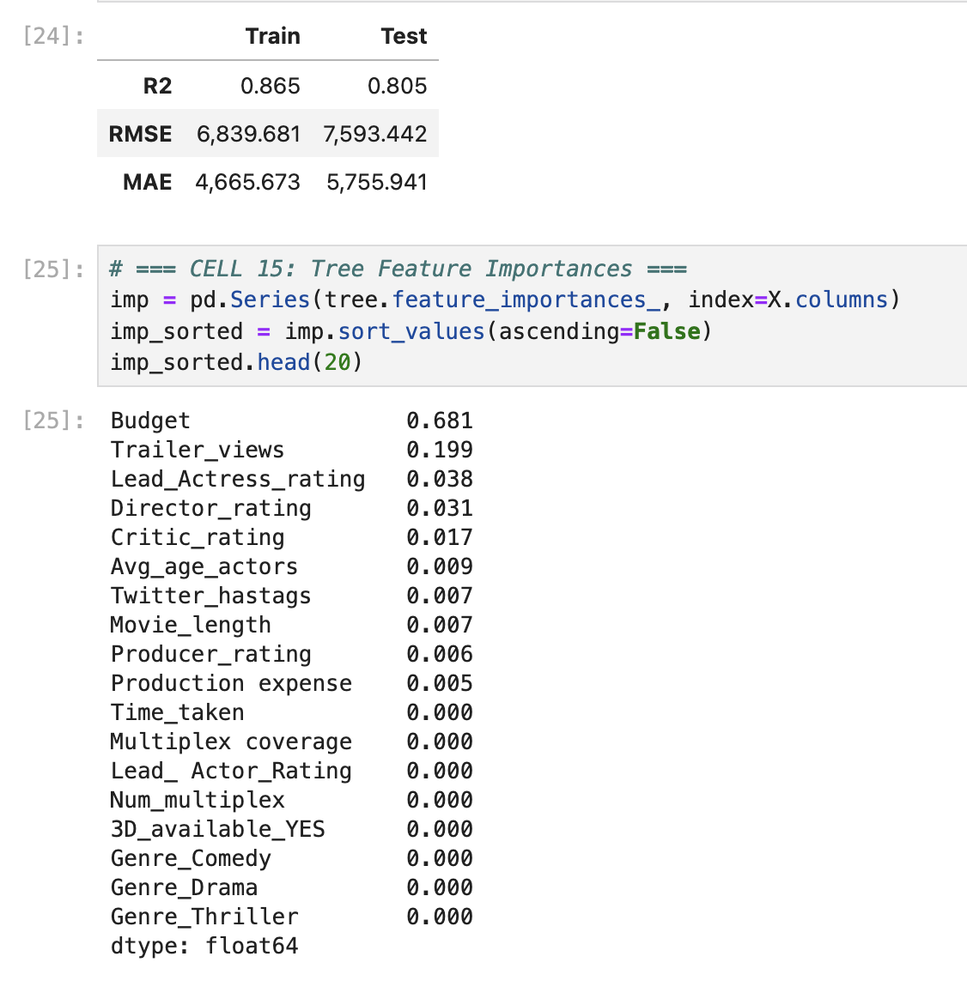 [24]: Train Test
R2 0.865 0.805
RMSE 6,839.681 7,593.442
MAE 4,665.673 5,755.941
[25]: # === CELL 15: Tree Feature Importances ===
imp = pd.Series(tree.feature_importances_, index=X.columns)
imp_sorted = imp.sort_values(ascending=False)
imp_sorted.head(20)
[25]: Budget 0.681
Trailer_views 0.199
Lead_Actress_rating 0.038
Director_rating 0.031
Critic_rating 0.017
Avg_age_actors 0.009
Twitter_hastags 0.007
Movie_length 0.007
Producer_rating 0.006
Production expense 0.005
Time_taken 0.000
Multiplex coverage 0.000
Lead_ Actor_Rating 0.000
Num_multiplex 0.000
3D_available_YES 0.000
Genre_Comedy 0.000
Genre_Drama 0.000
Genre_Thriller 0.000
dtype: float64